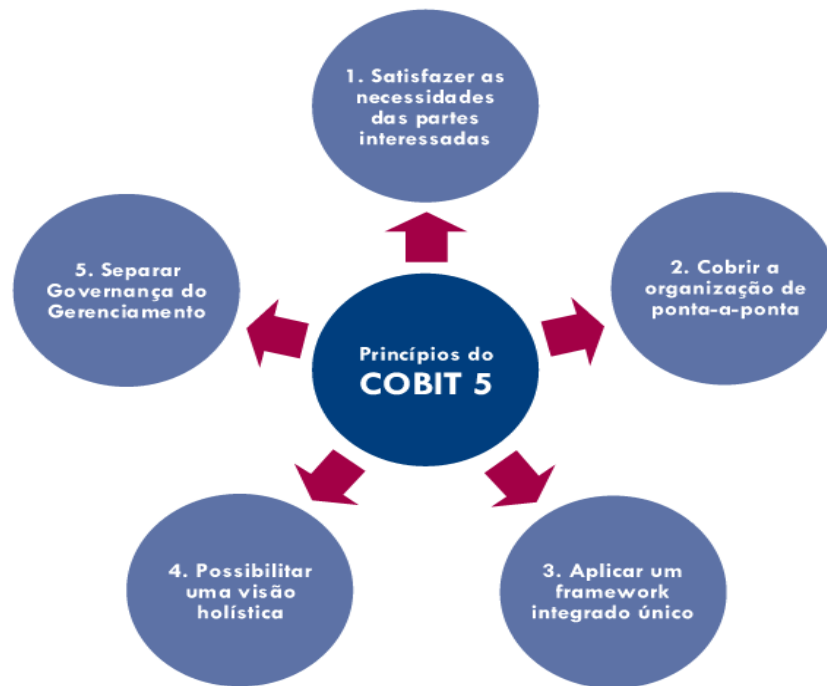 1. Satisfazer as
necessidades
das partes
interessadas
2. Cobrir a
organização de
ponta-a-ponta
3. Aplicar um
framework
integrado único
4. Possibilitar
uma visão
holística
5. Separar
Governança do
Gerenciamento
Princípios do
COBIT 5